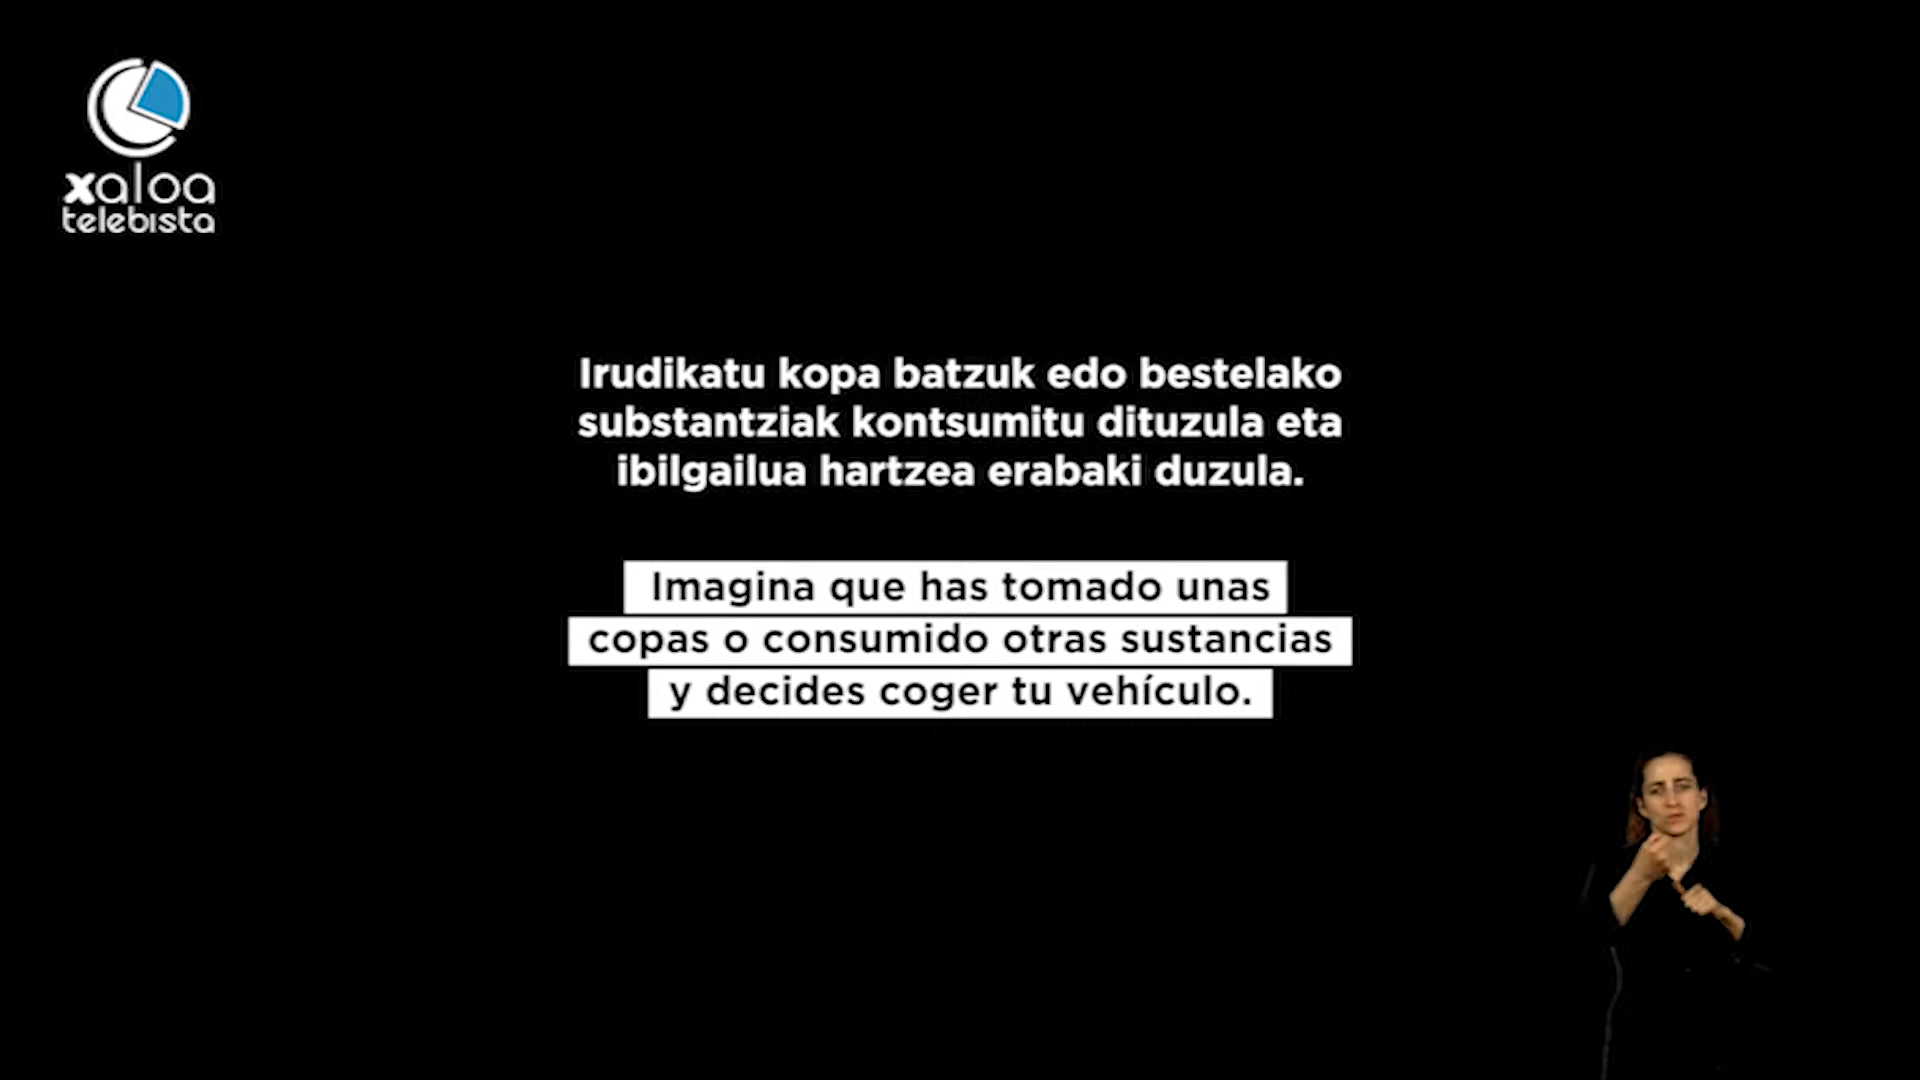 xaloa
telebista
Irudikatu kopa batzuk edo bestelako
substantziak kontsumitu dituzula eta
ibilgailua hartzea erabaki duzula.
Imagina que has tomado unas
copas o consumido otras sustancias
y decides coger tu vehículo.